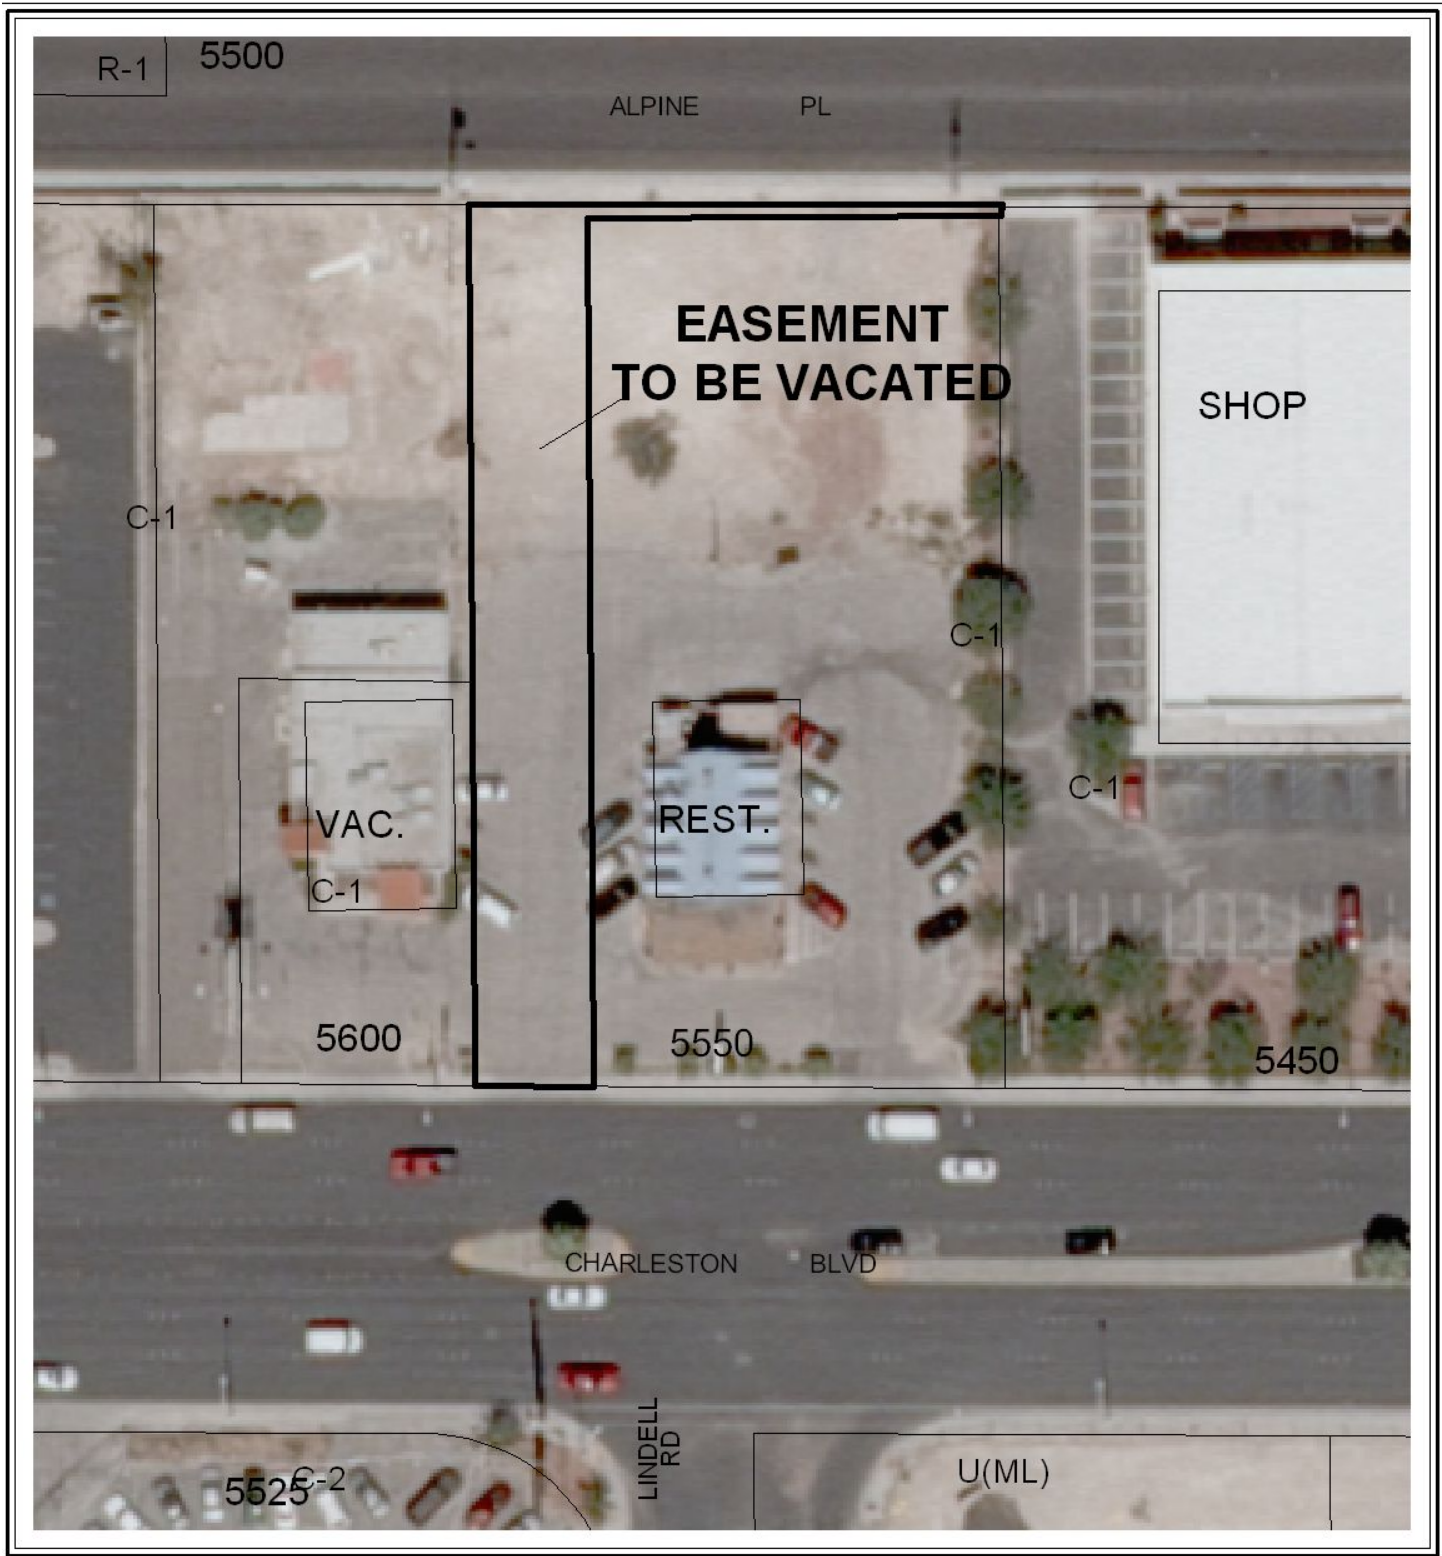 R-1 5500
ALPINE PL
EASEMENT
TO BE VACATED
SHOP
C-1
C-1
C-1
VAC.
REST.
C-1
5600
5550
5450
CHARLESTON BLVD
LINDELL
RD
U(ML)
5525
C-2